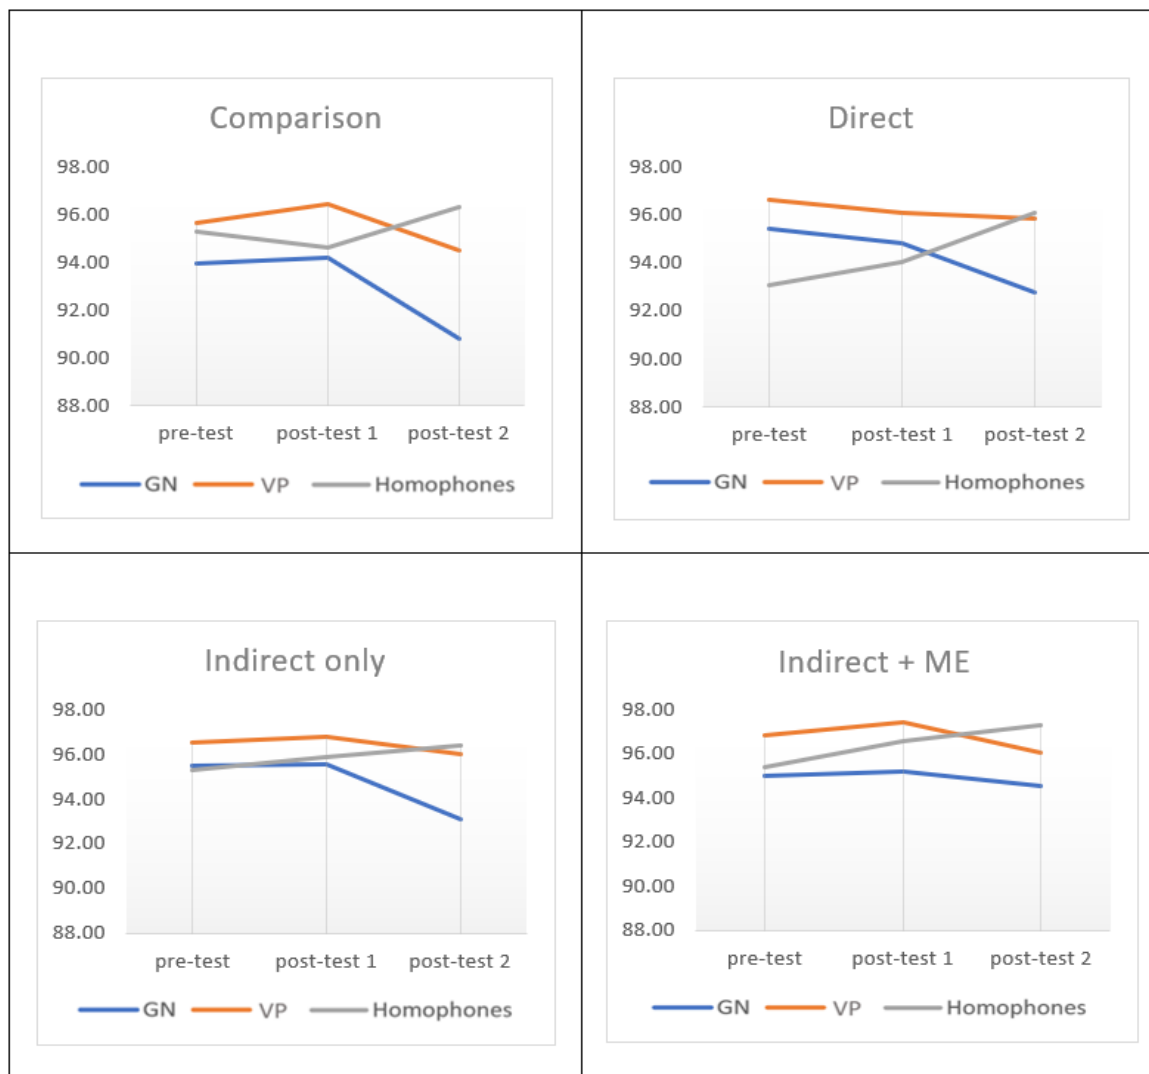 Comparison
98.00
96.00
94.00
92.00
90.00
88.00
pre-test post-test 1 post-test 2
GN VP Homophones
Direct
98.00
96.00
94.00
92.00
90.00
88.00
pre-test post-test 1 post-test 2
GN VP Homophones
Indirect only
98.00
96.00
94.00
92.00
90.00
88.00
pre-test post-test 1 post-test 2
GN VP Homophones
Indirect + ME
98.00
96.00
94.00
92.00
90.00
88.00
pre-test post-test 1 post-test 2
GN VP Homophones